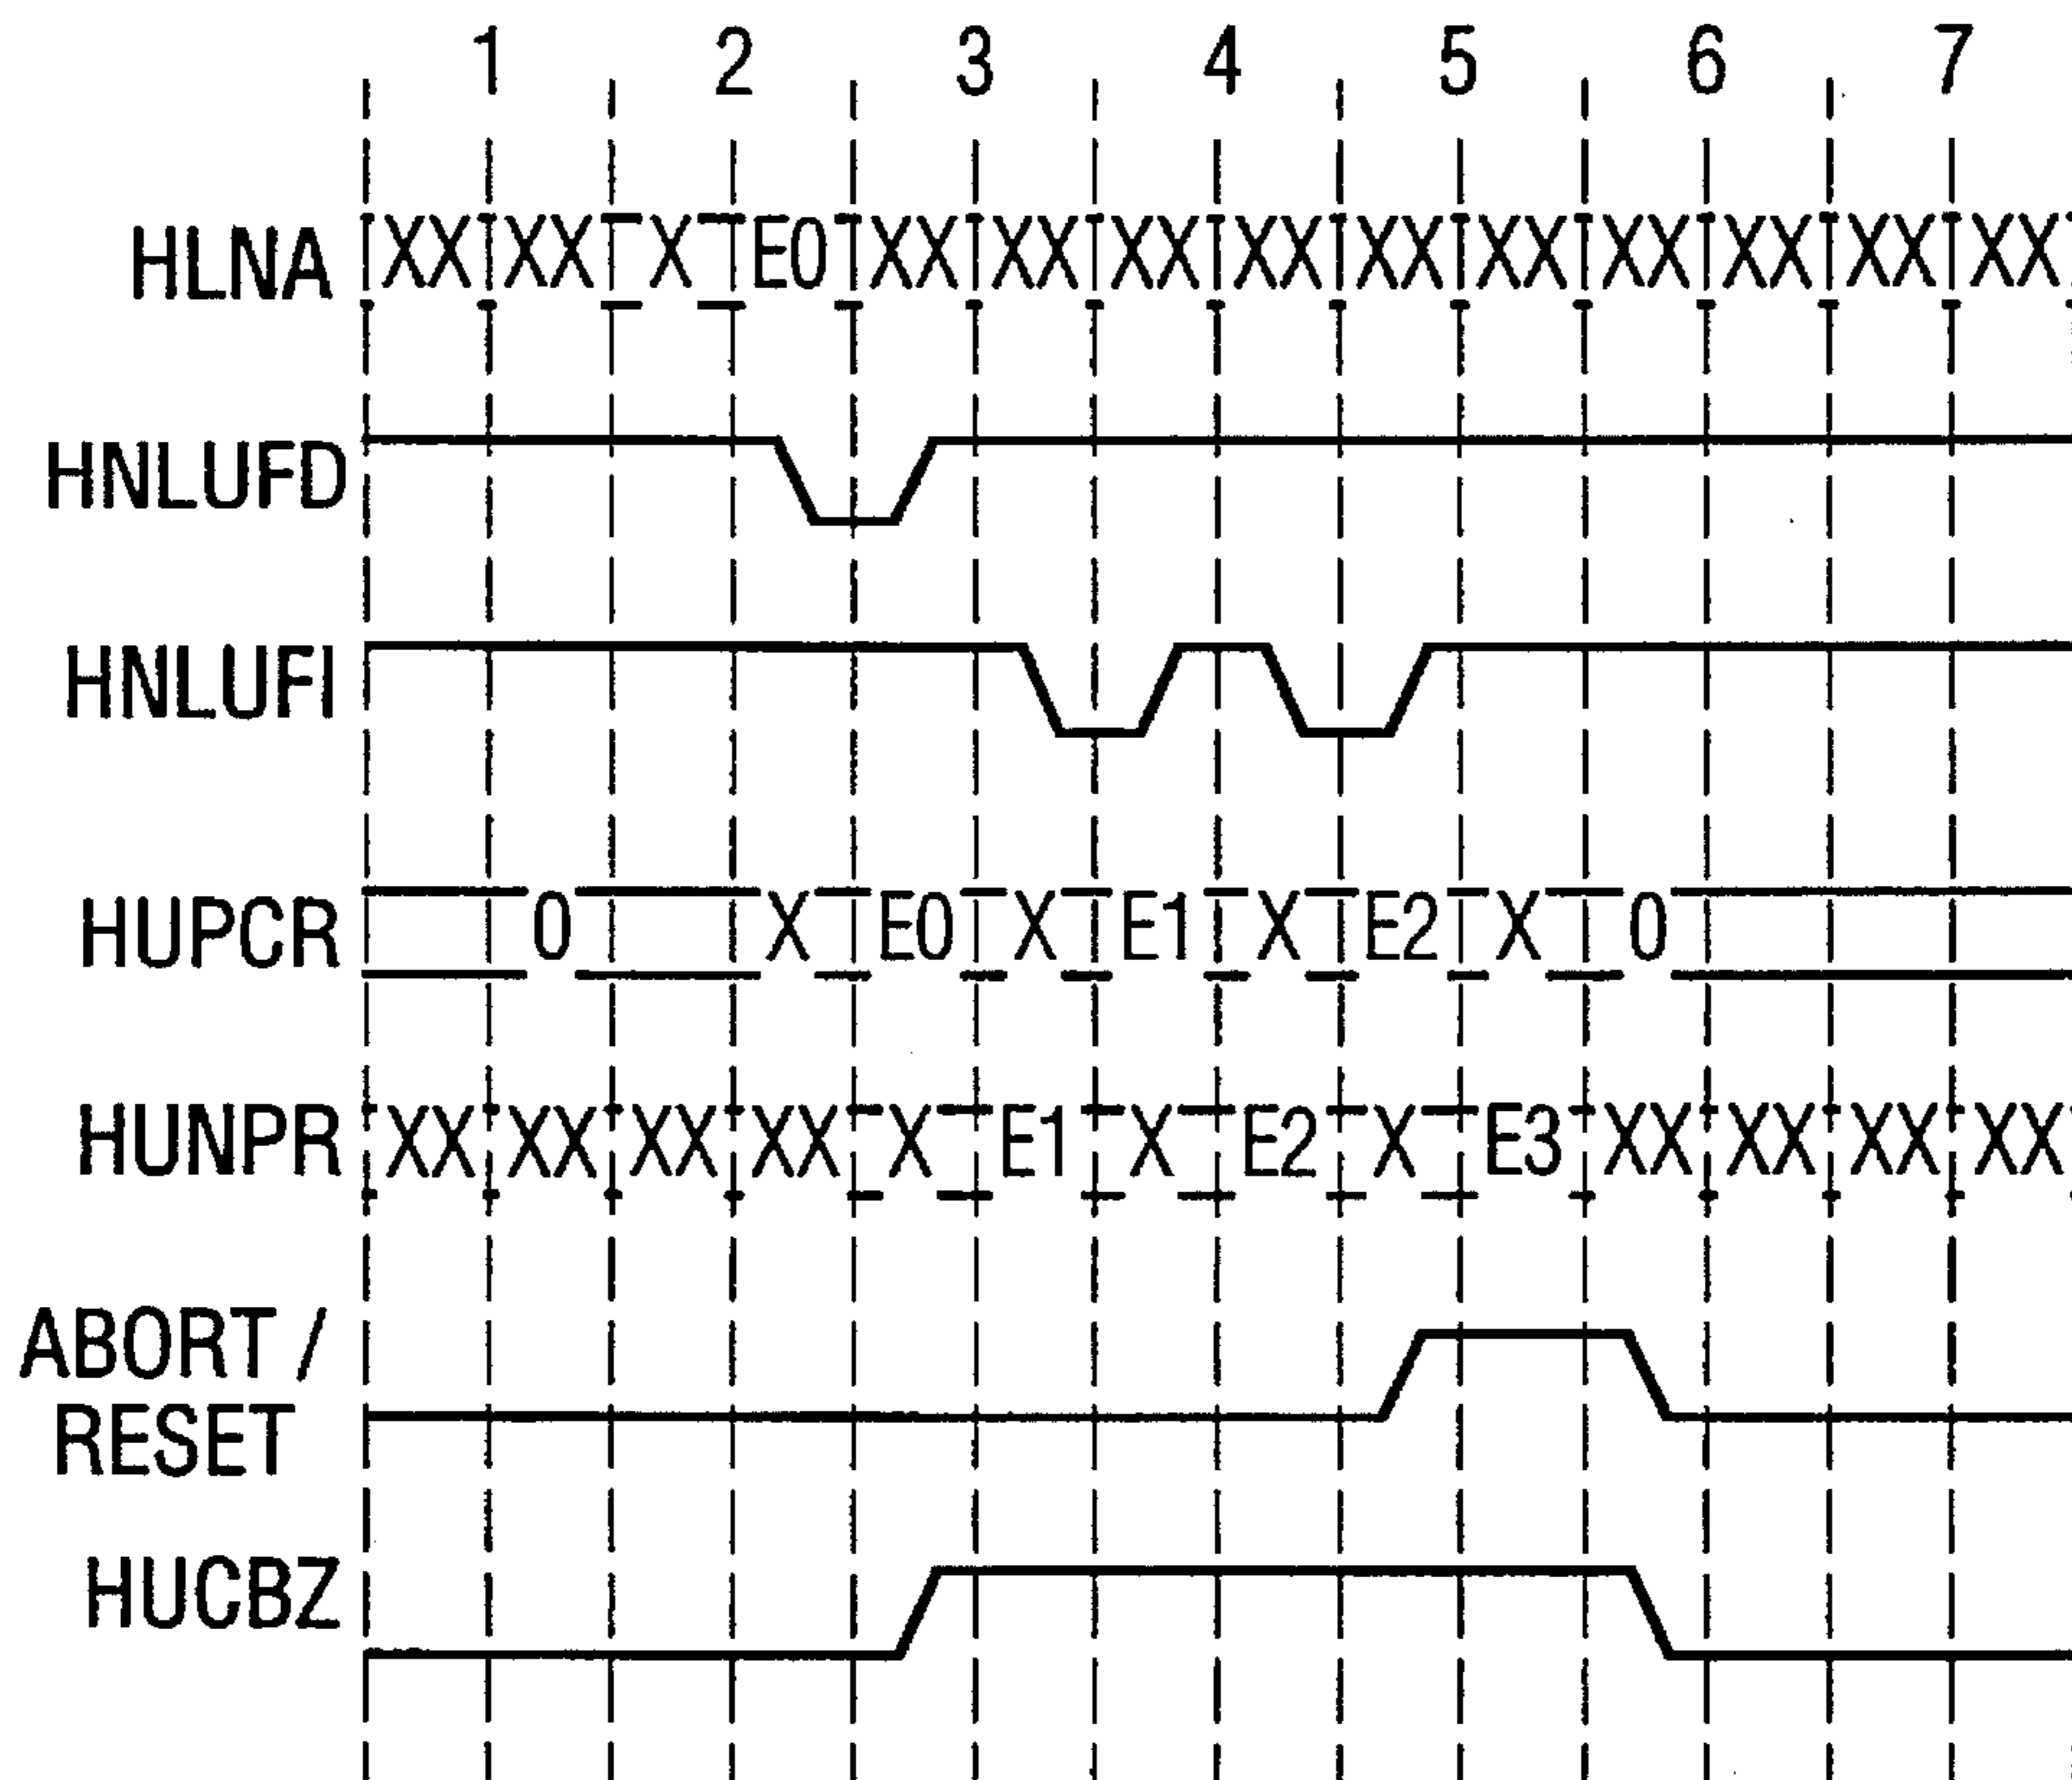 1 2 3 4 5 6 7
HLNA XX XX X E0 XX XX XX XX XX XX XX XX XX XX
HNLUFD
HNLUFI
HUPCR 0 X E0 X E1 X E2 X 0
HUNPR XX XX XX XX X E1 X E2 X E3 XX XX XX XX
ABORT /
RESET
HUCBZ